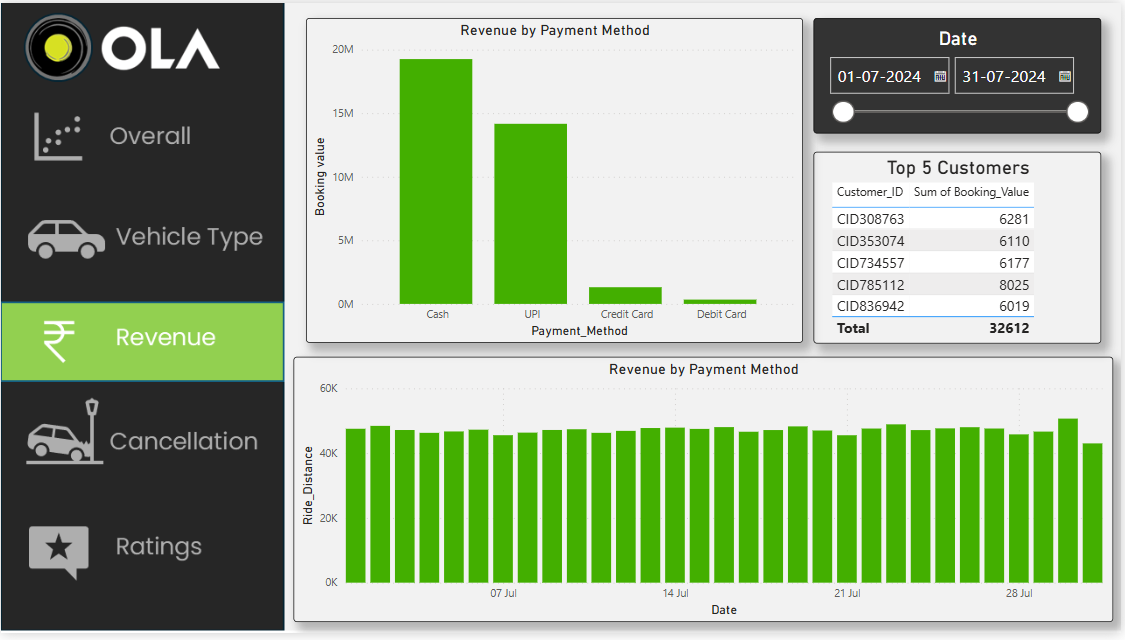 OLA
Overall
Vehicle Type
Revenue
Cancellation
Ratings
Revenue by Payment Method
20M
15M
10M
5M
0M
Booking value
Cash UPI Credit Card Debit Card
Payment_Method
Date
01-07-2024 31-07-2024
Top 5 Customers
Customer_ID Sum of Booking_Value
CID308763 6281
CID353074 6110
CID734557 6177
CID785112 8025
CID836942 6019
Total 32612
Revenue by Payment Method
60K
40K
20K
0K
Ride_Distance
07 Jul 14 Jul 21 Jul 28 Jul
Date